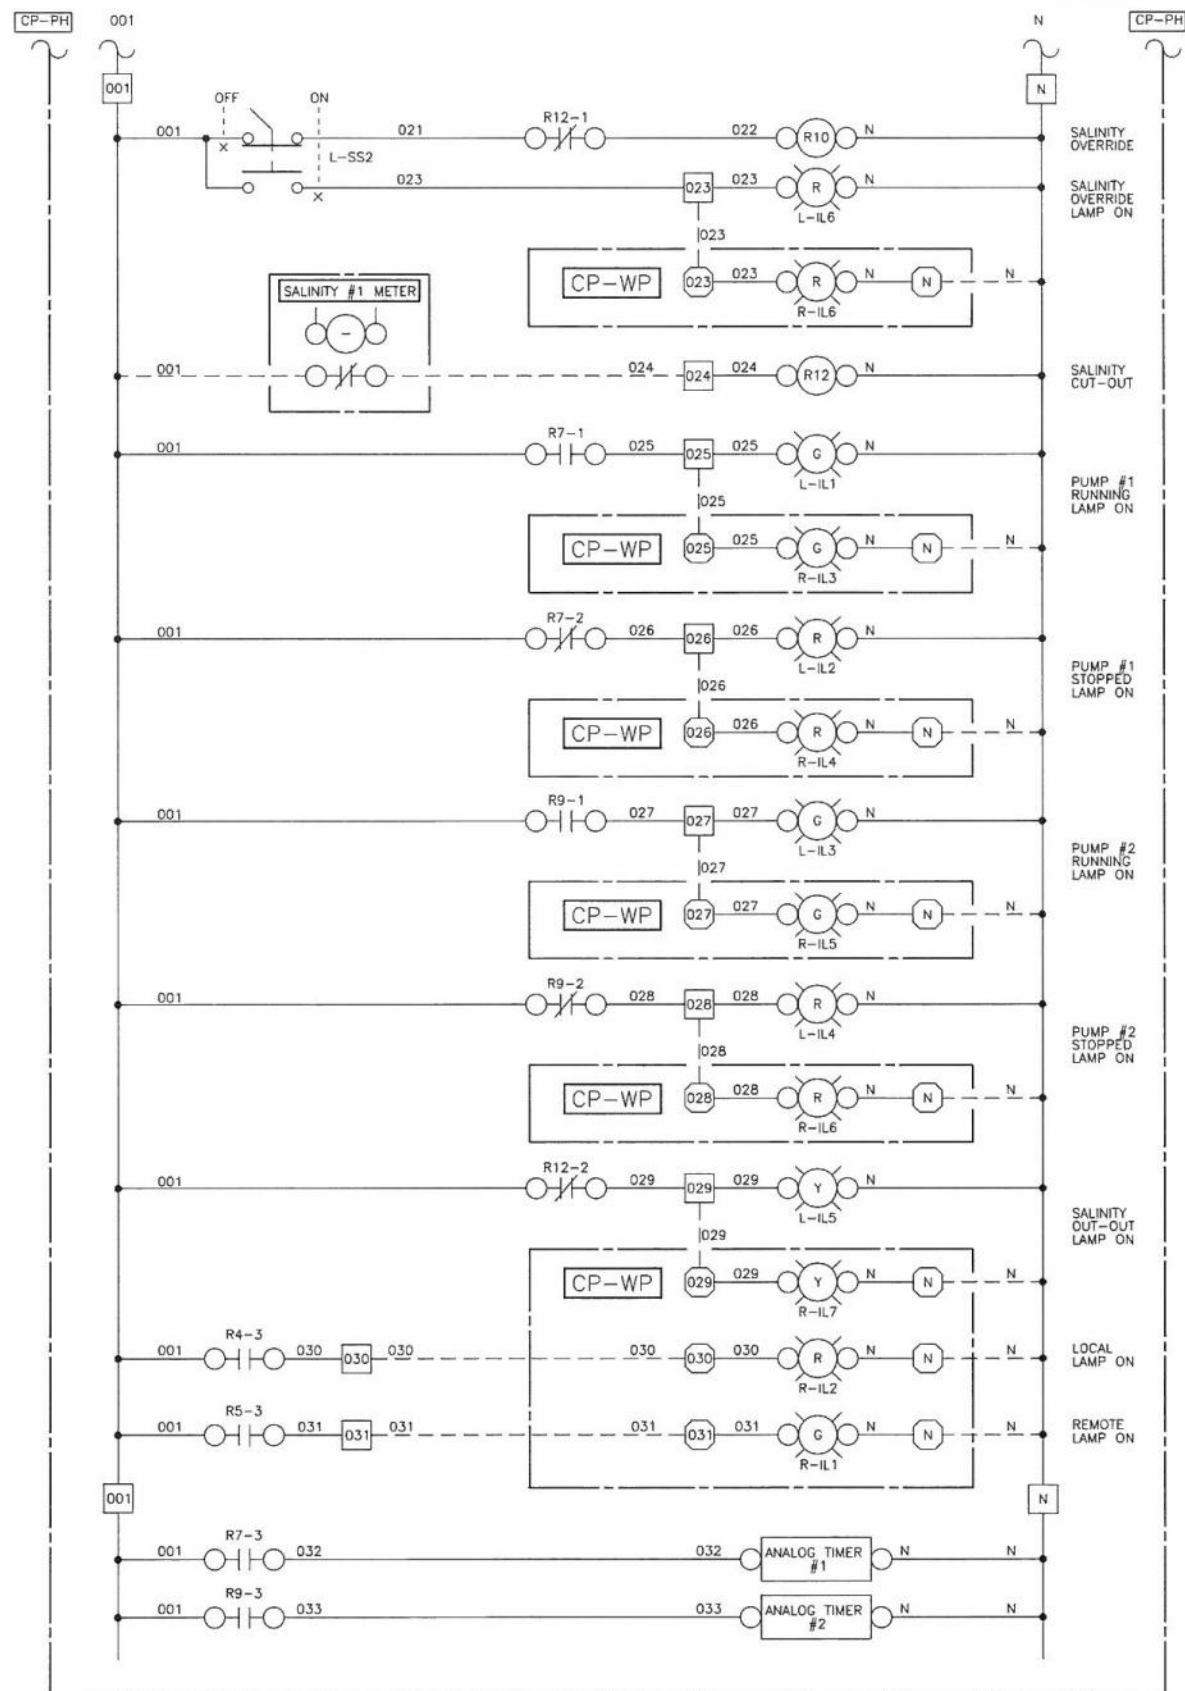 CP-PH 001 N CP-PH
001 N
OFF ON
001 021 R12-1 022 R10 N SALINITY
OVERRIDE
× L-SS2
023 023 023 R N SALINITY
OVERRIDE
LAMP ON
× L-IL6
023
CP-WP 023 023 R N N N
R-IL6
SALINITY #1 METER
-
001 024 024 024 R12 N SALINITY
CUT-OUT
R7-1
001 025 025 025 G N
L-IL1
PUMP #1
RUNNING
LAMP ON
025
CP-WP 025 025 G N N N
R-IL3
R7-2
001 026 026 026 R N
L-IL2
PUMP #1
STOPPED
LAMP ON
026
CP-WP 026 026 R N N N
R-IL4
R9-1
001 027 027 027 G N
L-IL3
PUMP #2
RUNNING
LAMP ON
027
CP-WP 027 027 G N N N
R-IL5
R9-2
001 028 028 028 R N
L-IL4
PUMP #2
STOPPED
LAMP ON
028
CP-WP 028 028 R N N N
R-IL6
R12-2
001 029 029 029 Y N
L-IL5
SALINITY
OUT-OUT
LAMP ON
029
CP-WP 029 029 Y N N N
R-IL7
R4-3
001 030 030 030 030 030 030 R N N N LOCAL
LAMP ON
R-IL2
R5-3
001 031 031 031 031 031 031 G N N N REMOTE
LAMP ON
R-IL1
001 N
R7-3
001 032 032 ANALOG TIMER
#1 N N
R9-3
001 033 033 ANALOG TIMER
#2 N N